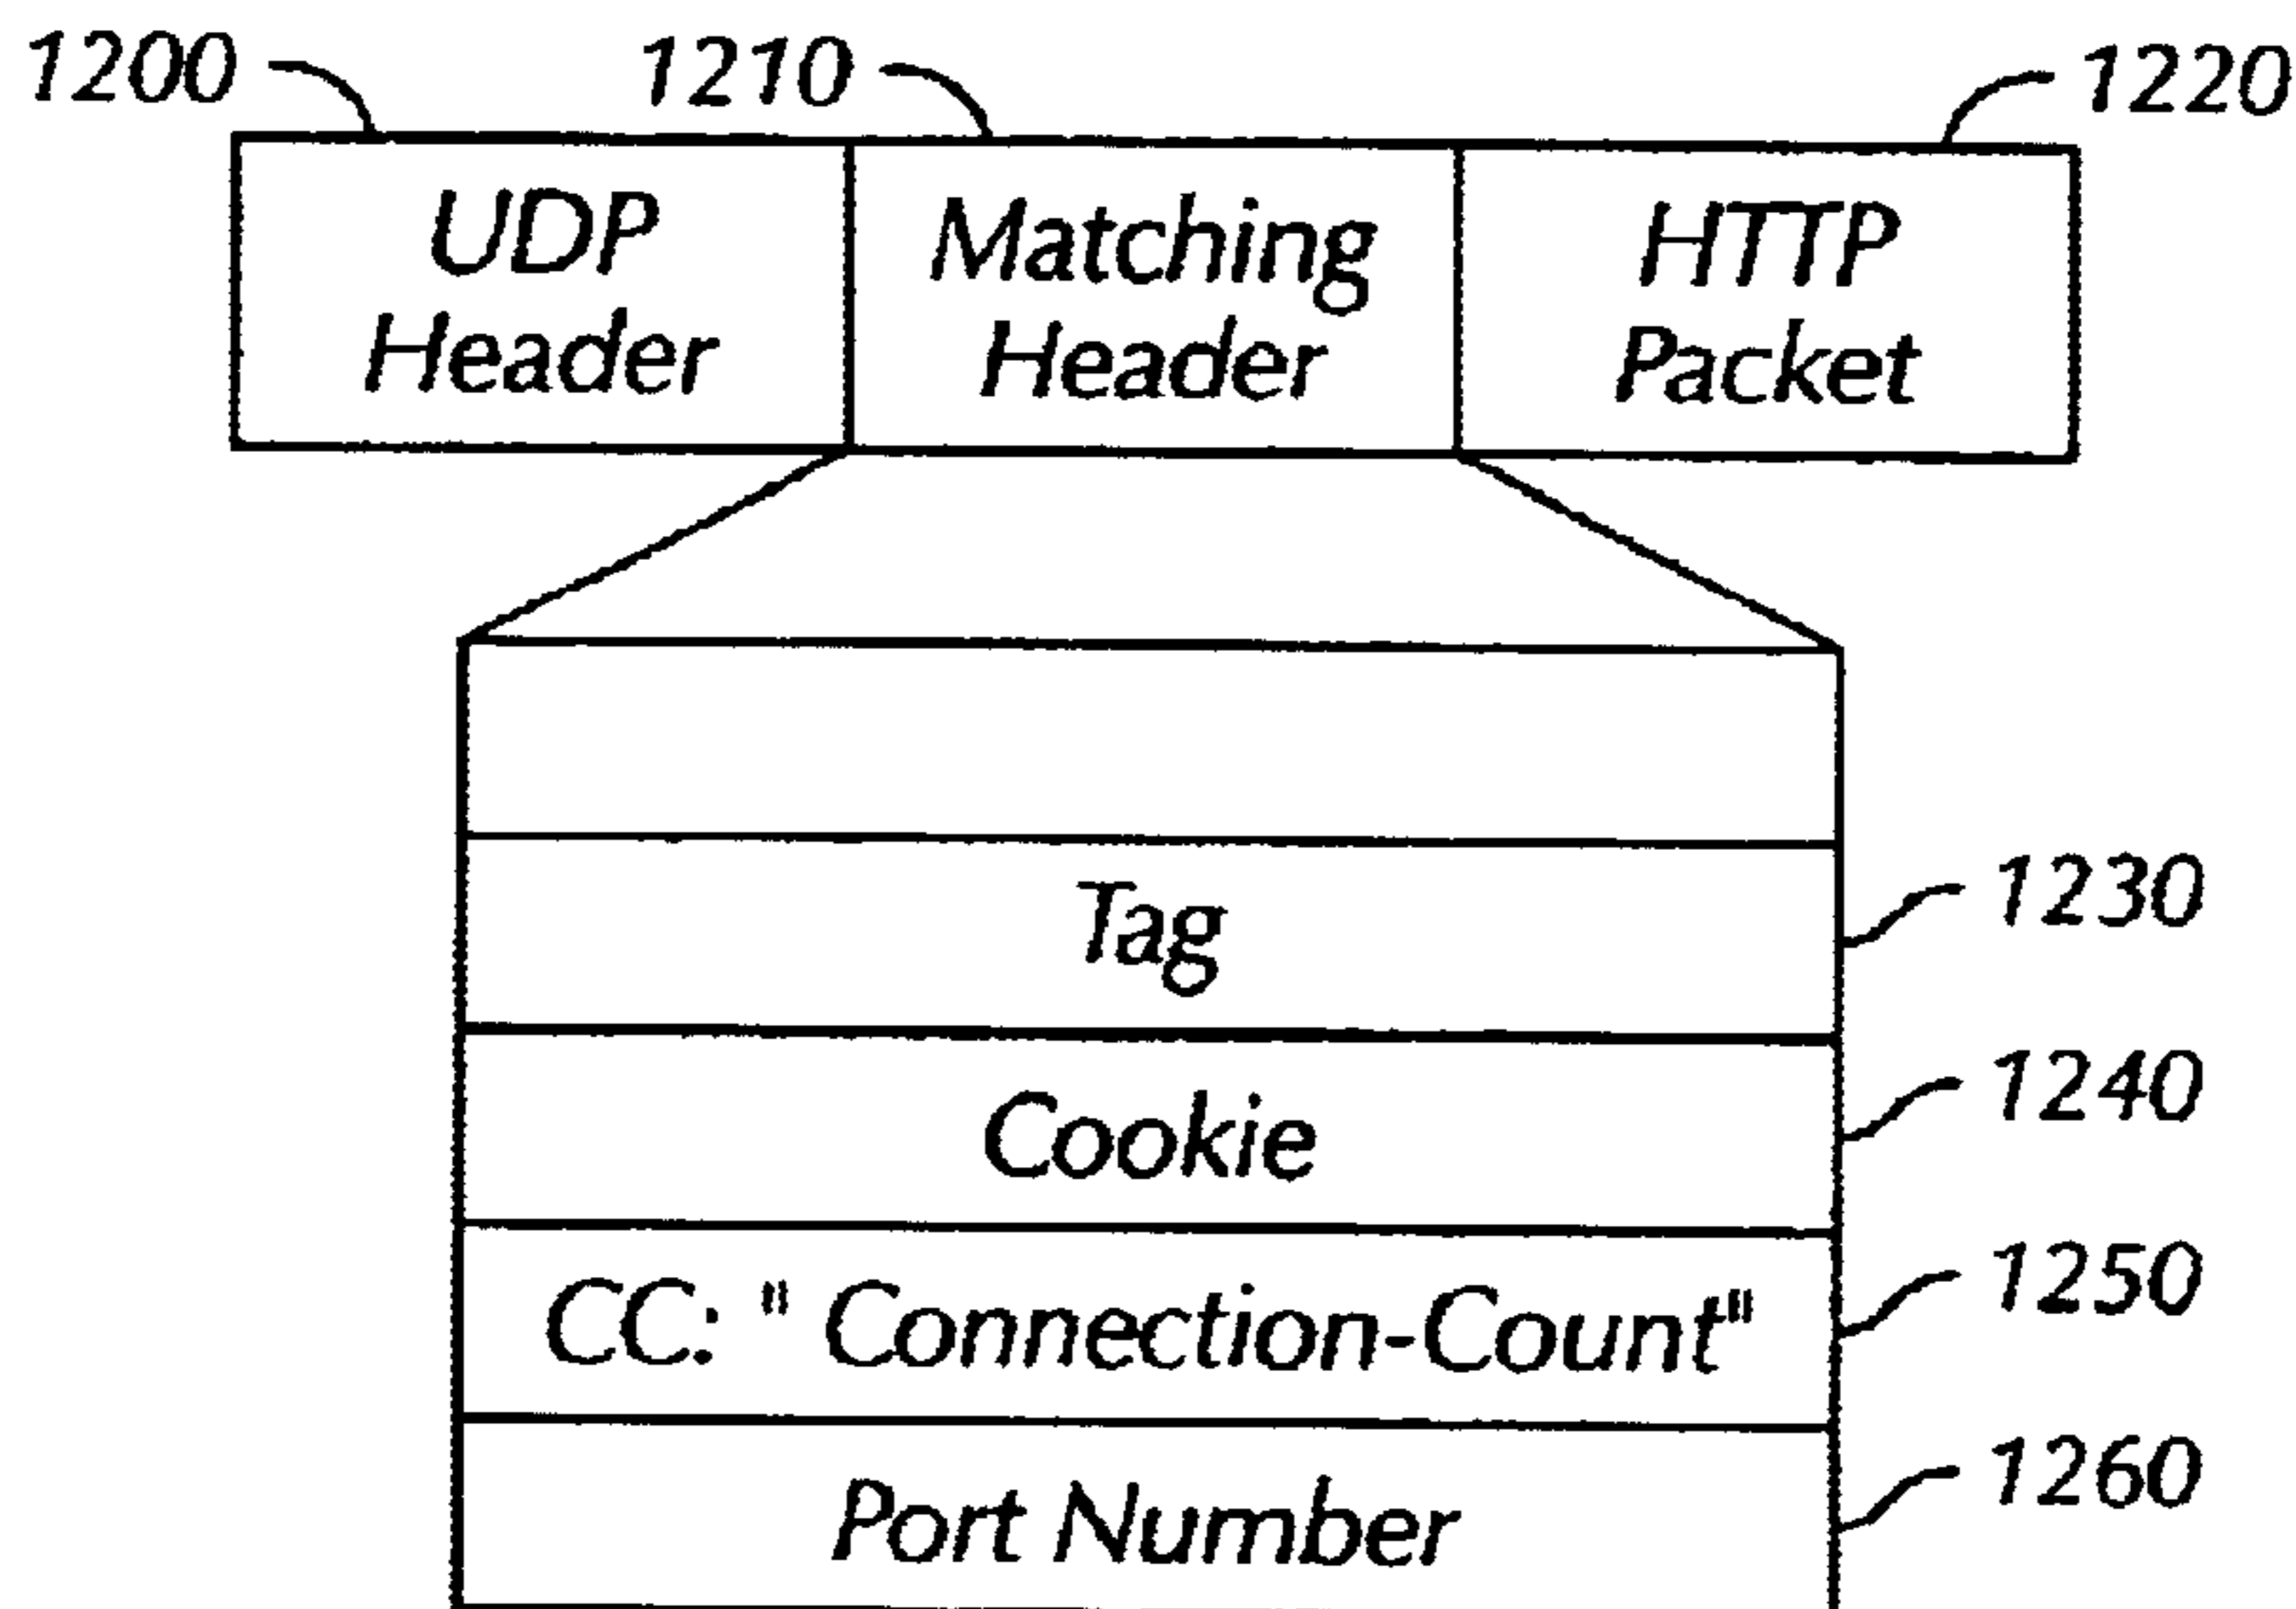 1200 1210 1220
UDP Matching HTTP
Header Header Packet
Tag 1230
Cookie 1240
CC: " Connection-Count" 1250
Port Number 1260